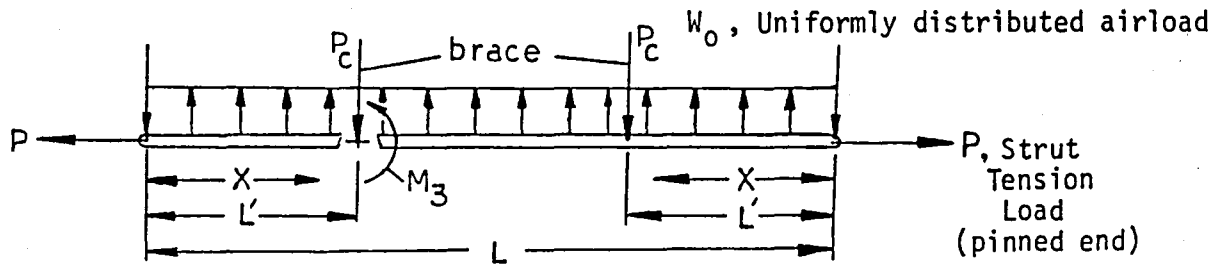 W₀, Uniformly distributed airload
P_C brace P_C
P
P, Strut
Tension
Load
(pinned end)
X
M₃
X
L′
L′
L